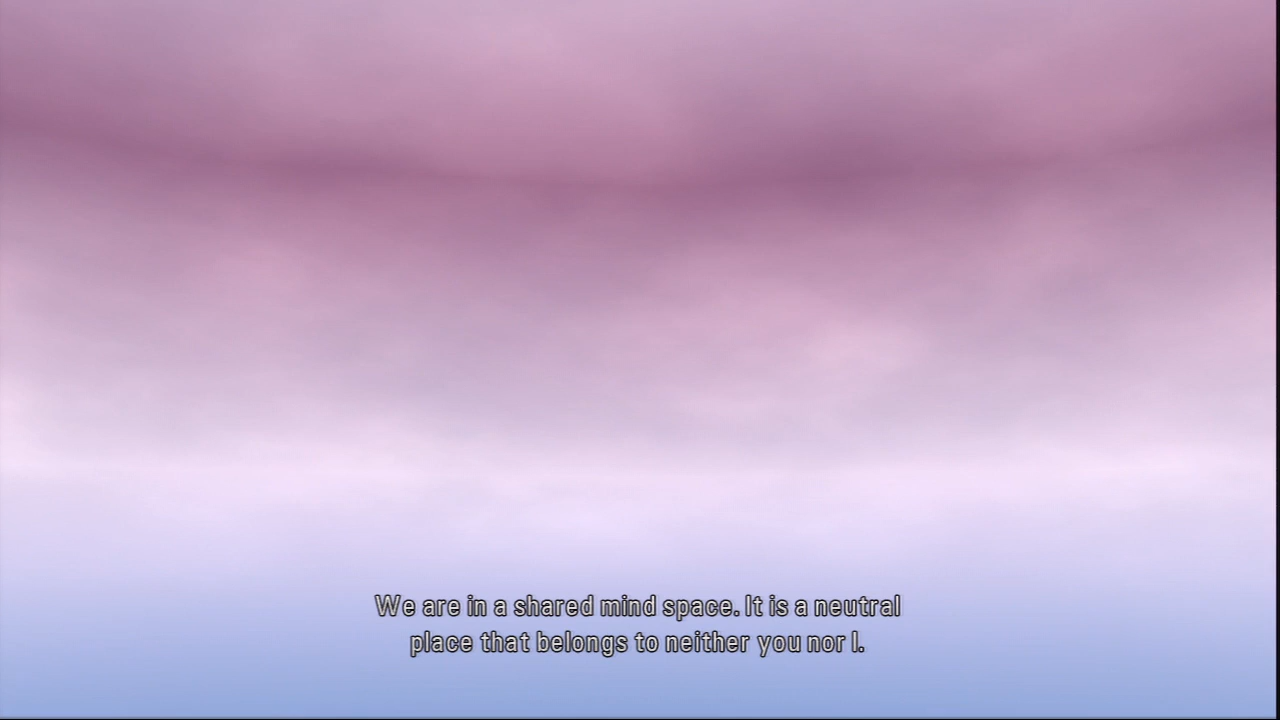 We are in a shared mind space. It is a neutral
place that belongs to neither you nor I.